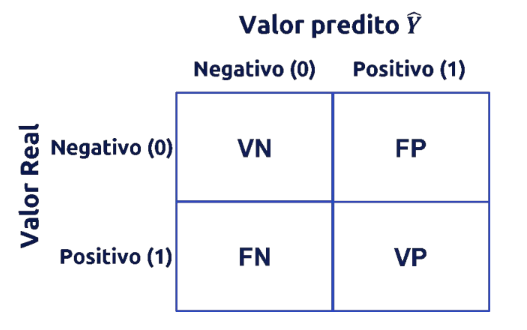 Valor predito Ŷ
Negativo (0) Positivo (1)
Valor Real
Negativo (0) VN FP
Positivo (1) FN VP